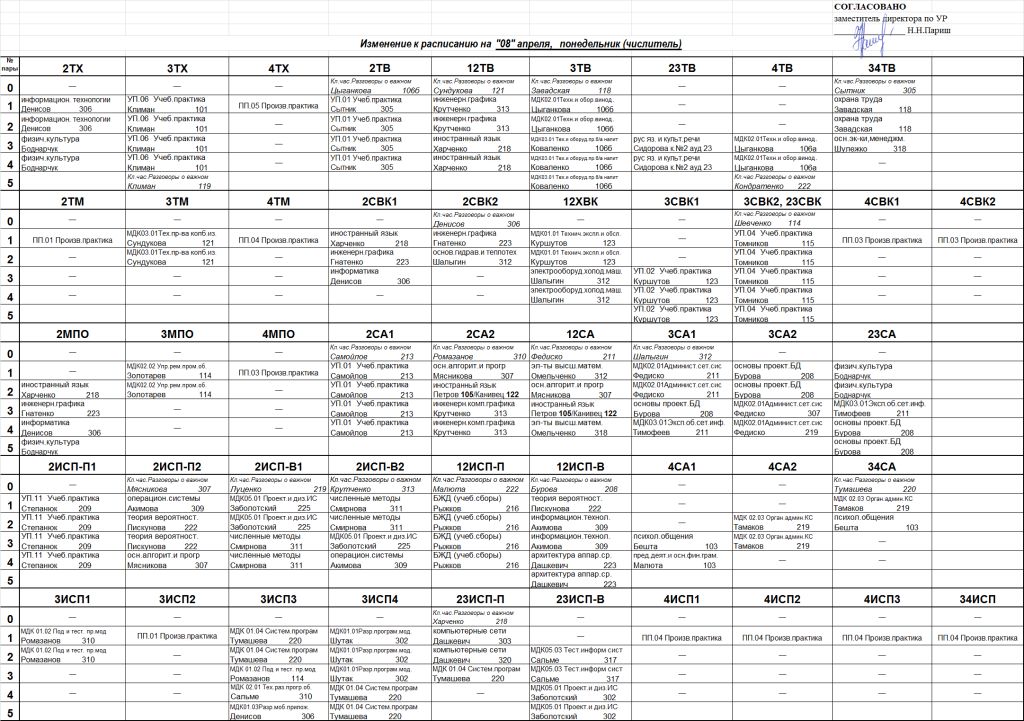 СОГЛАСОВАНО
заместитель директора по УР
Н.Н.Париш
Изменение к расписанию на "08" апреля, понедельник (числитель)
№ пары 2ТХ 3ТХ 4ТХ 2ТВ 12ТВ 3ТВ 23ТВ 4ТВ 34ТВ
0 — — — Кл.час.Разговоры о важном Кл.час.Разговоры о важном Кл.час.Разговоры о важном — — Кл.час.Разговоры о важном
Цыганкова 106б Сундукова 121 Завадская 118 Сытник 305
1 информацион. технологии УП.06 Учеб.практика ПП.05 Произв.практика УП.01 Учеб.практика инженерн.графика МДК02.01Техн и обор.винод. — — охрана труда
Денисов 306 Климан 101 Сытник 305 Крутченко 313 Цыганкова 106б Завадская 118
2 информацион. технологии УП.06 Учеб.практика — УП.01 Учеб.практика инженерн.графика МДК02.01Техн и обор.винод. — — охрана труда
Денисов 306 Климан 101 Сытник 305 Крутченко 313 Цыганкова 106б Завадская 118
3 физич.культура УП.06 Учеб.практика — УП.01 Учеб.практика иностранный язык МДК03.01 Тех.и оборуд пр б/а напит рус яз. и культ.речи МДК02.01Техн и обор.винод. осн.эк-ки,менеджм.
Боднарчук Климан 101 Сытник 305 Харченко 218 Коваленко 106б Сидорова к.№2 ауд 23 Цыганкова 106а Шулежко 318
4 физич.культура УП.06 Учеб.практика — УП.01 Учеб.практика иностранный язык МДК03.01 Тех.и оборуд пр б/а напит рус яз. и культ.речи МДК02.01Техн и обор.винод. —
Боднарчук Климан 101 Сытник 305 Харченко 218 Коваленко 106б Сидорова к.№2 ауд 23 Цыганкова 106а
5 Кл.час Разговоры о важном МДК03.01 Тех.и оборуд пр б/а напит Кл.час.Разговоры о важном
Климан 119 Коваленко 106б Кондратенко 222
2ТМ 3ТМ 4ТМ 2СВК1 2СВК2 12ХВК 3СВК1 3СВК2, 23СВК 4СВК1 4СВК2
0 — — — — Кл.час.Разговоры о важном — — Кл.час.Разговоры о важном — —
Денисов 306 Шевченко 114
1 ПП.01 Произв.практика МДК03.01Тех.пр-ва колб.из. ПП.04 Произв.практика иностранный язык инженерн.графика МДК01.01 Технич.экспл.и обсл. — УП.04 Учеб.практика ПП.03 Произв.практика ПП.03 Произв.практика
Сундукова 121 Харченко 218 Гнатенко 223 Куршутов 123 Томников 115
2 — МДК03.01Тех.пр-ва колб.из. — инженерн.графика основ гидрав.и теплотех МДК01.01 Технич.экспл.и обсл. — УП.04 Учеб.практика — —
Сундукова 121 Гнатенко 223 Шалыгин 312 Куршутов 123 Томников 115
3 — — — информатика — электрооборуд.холод.маш. УП.02 Учеб.практика УП.04 Учеб.практика — —
Денисов 306 Шалыгин 312 Куршутов 123 Томников 115
4 — — — электрооборуд.холод.маш. УП.02 Учеб.практика УП.04 Учеб.практика — —
Шалыгин 312 Куршутов 123 Томников 115
5 УП.02 Учеб.практика УП.04 Учеб.практика
Куршутов 123 Томников 115
2МПО 3МПО 4МПО 2СА1 2СА2 12СА 3СА1 3СА2 23СА
0 — — — Кл.час.Разговоры о важном Кл.час.Разговоры о важном Кл.час.Разговоры о важном Кл.час.Разговоры о важном — —
Самойлов 213 Ромазанов 310 Федиско 211 Шалыгин 312
1 — МДК02.02 Упр.рем.пром об. ПП.03 Произв.практика УП.01 Учеб.практика осн.алгорит.и прогр эл-ты высш.матем. МДК02.01Админист.сет.сис основы проект.БД физич.культура
Золотарев 114 Самойлов 213 Мясникова 307 Омельченко 312 Федиско 211 Бурова 208 Боднарчук
2 иностранный язык МДК02.02 Упр.рем.пром об. — УП.01 Учеб.практика иностранный язык осн.алгорит.и прогр МДК02.01Админист.сет.сис основы проект.БД физич.культура
Харченко 218 Золотарев 114 Самойлов 213 Петров 105/Канивец 122 Мясникова 307 Федиско 211 Бурова 208 Боднарчук
3 инженерн.графика — — УП.01 Учеб.практика инженерн.комп.графика иностранный язык основы проект.БД МДК02.01Админист.сет.сис МДК03.01Эксп.об.сет.инф.
Гнатенко 223 Самойлов 213 Крутченко 313 Петров 105/Канивец 122 Бурова 208 Федиско 307 Тимофеев 211
4 информатика — — УП.01 Учеб.практика инженерн.комп.графика эл-ты высш.матем. МДК03.01Эксп.об.сет.инф. МДК02.01Админист.сет.сис основы проект.БД
Денисов 306 Самойлов 213 Крутченко 313 Омельченко 318 Тимофеев 211 Федиско 219 Бурова 208
5 физич.культура основы проект.БД
Боднарчук Бурова 208
2ИСП-П1 2ИСП-П2 2ИСП-В1 2ИСП-В2 12ИСП-П 12ИСП-В 4СА1 4СА2 34СА
0 — Кл.час.Разговоры о важном Кл.час.Разговоры о важном Кл.час.Разговоры о важном Кл.час.Разговоры о важном Кл.час.Разговоры о важном — — Кл.час.Разговоры о важном
Мясникова 307 Луценко 219 Крутченко 313 Малюта 222 Бурова 208 Тумашева 220
1 УП.11 Учеб.практика операцион.системы МДК05.01 Проект.и диз.ИС численные методы БЖД (учеб.сборы) теория вероятност. — — МДК 02.03 Орган.админ.КС
Степанюк 209 Акимова 309 Заболотский 225 Смирнова 311 Рыжков 216 Пискунова 222 Тамаков 219
2 УП.11 Учеб.практика теория вероятност. МДК05.01 Проект.и диз.ИС численные методы БЖД (учеб.сборы) информацион.технол. — МДК 02.03 Орган.админ.КС психол.общения
Степанюк 209 Пискунова 222 Заболотский 225 Смирнова 311 Рыжков 216 Акимова 309 Тамаков 219 Бешта 103
3 УП.11 Учеб.практика теория вероятност. численные методы МДК05.01 Проект.и диз.ИС БЖД (учеб.сборы) информацион.технол. психол.общения МДК 02.03 Орган.админ.КС —
Степанюк 209 Пискунова 222 Смирнова 311 Заболотский 225 Рыжков 216 Акимова 309 Бешта 103 Тамаков 219
4 УП.11 Учеб.практика осн.алгорит.и прогр численные методы операцион.системы БЖД (учеб.сборы) архитектура аппар.ср. пред.деят.и осн.фин.грам. — —
Степанюк 209 Мясникова 307 Смирнова 311 Акимова 309 Рыжков 216 Дашкевич 223 Малюта 103
5 архитектура аппар.ср.
Дашкевич 223
3ИСП1 3ИСП2 3ИСП3 3ИСП4 23ИСП-П 23ИСП-В 4ИСП1 4ИСП2 4ИСП3 34ИСП
0 — — — — Кл.час.Разговоры о важном — — — — —
Харченко 218
1 МДК 01.02 Под и тест. пр.мод ПП.01 Произв.практика МДК 01.04 Систем.програм МДК01.01Разр.програм.мод. компьютерные сети — ПП.04 Произв.практика ПП.04 Произв.практика ПП.04 Произв.практика ПП.04 Произв.практика
Ромазанов 310 Тумашева 220 Шутак 302 Дашкевич 303
2 МДК 01.02 Под и тест. пр.мод — МДК 01.04 Систем.програм МДК01.01Разр.програм.мод. компьютерные сети МДК05.03 Тест.информ сист — — — —
Ромазанов 310 Тумашева 220 Шутак 302 Дашкевич 320 Сальме 317
3 — — МДК 01.02 Под и тест. пр.мод МДК01.01Разр.програм.мод. МДК 01.04 Систем.програм МДК05.03 Тест.информ сист — — — —
Ромазанов 114 Шутак 302 Тумашева 220 Сальме 317
4 — — МДК 02.01 Тех.раз прогр.об. МДК 01.04 Систем.програм — МДК05.01 Проект.и диз.ИС — — — —
Сальме 310 Тумашева 220 Заболотский 302
5 МДК01.03Разр.моб.прилож. МДК 01.04 Систем.програм МДК05.01 Проект.и диз.ИС
Денисов 306 Тумашева 220 Заболотский 302